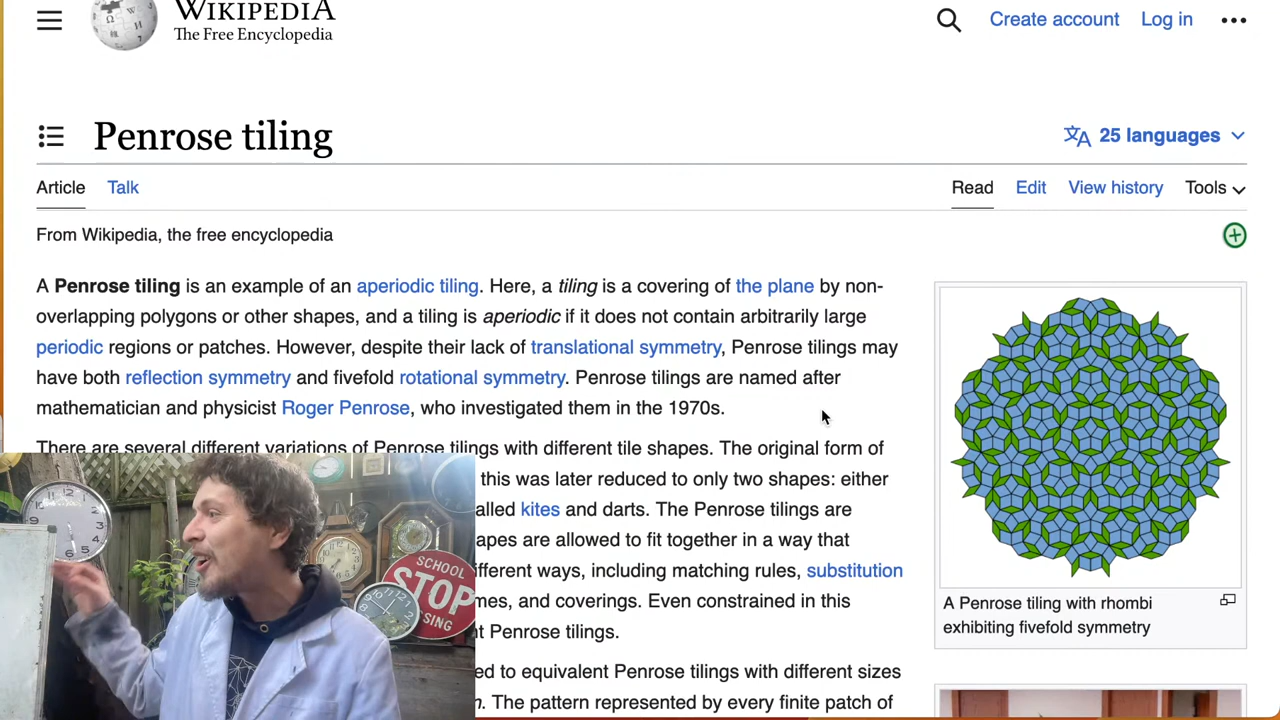 WIKIPEDIA
The Free Encyclopedia
Create account
Log in
Penrose tiling
25 languages
Article
Talk
Read
Edit
View history
Tools
From Wikipedia, the free encyclopedia
A Penrose tiling is an example of an aperiodic tiling. Here, a tiling is a covering of the plane by non-
overlapping polygons or other shapes, and a tiling is aperiodic if it does not contain arbitrarily large
periodic regions or patches. However, despite their lack of translational symmetry, Penrose tilings may
have both reflection symmetry and fivefold rotational symmetry. Penrose tilings are named after
mathematician and physicist Roger Penrose, who investigated them in the 1970s.
There are several different variations of Penrose tilings with different tile shapes. The original form of
this was later reduced to only two shapes: either
alled kites and darts. The Penrose tilings are
apes are allowed to fit together in a way that
ifferent ways, including matching rules, substitution
mes, and coverings. Even constrained in this
t Penrose tilings.
ed to equivalent Penrose tilings with different sizes
. The pattern represented by every finite patch of
A Penrose tiling with rhombi
exhibiting fivefold symmetry
SCHOOL
STOP
SING